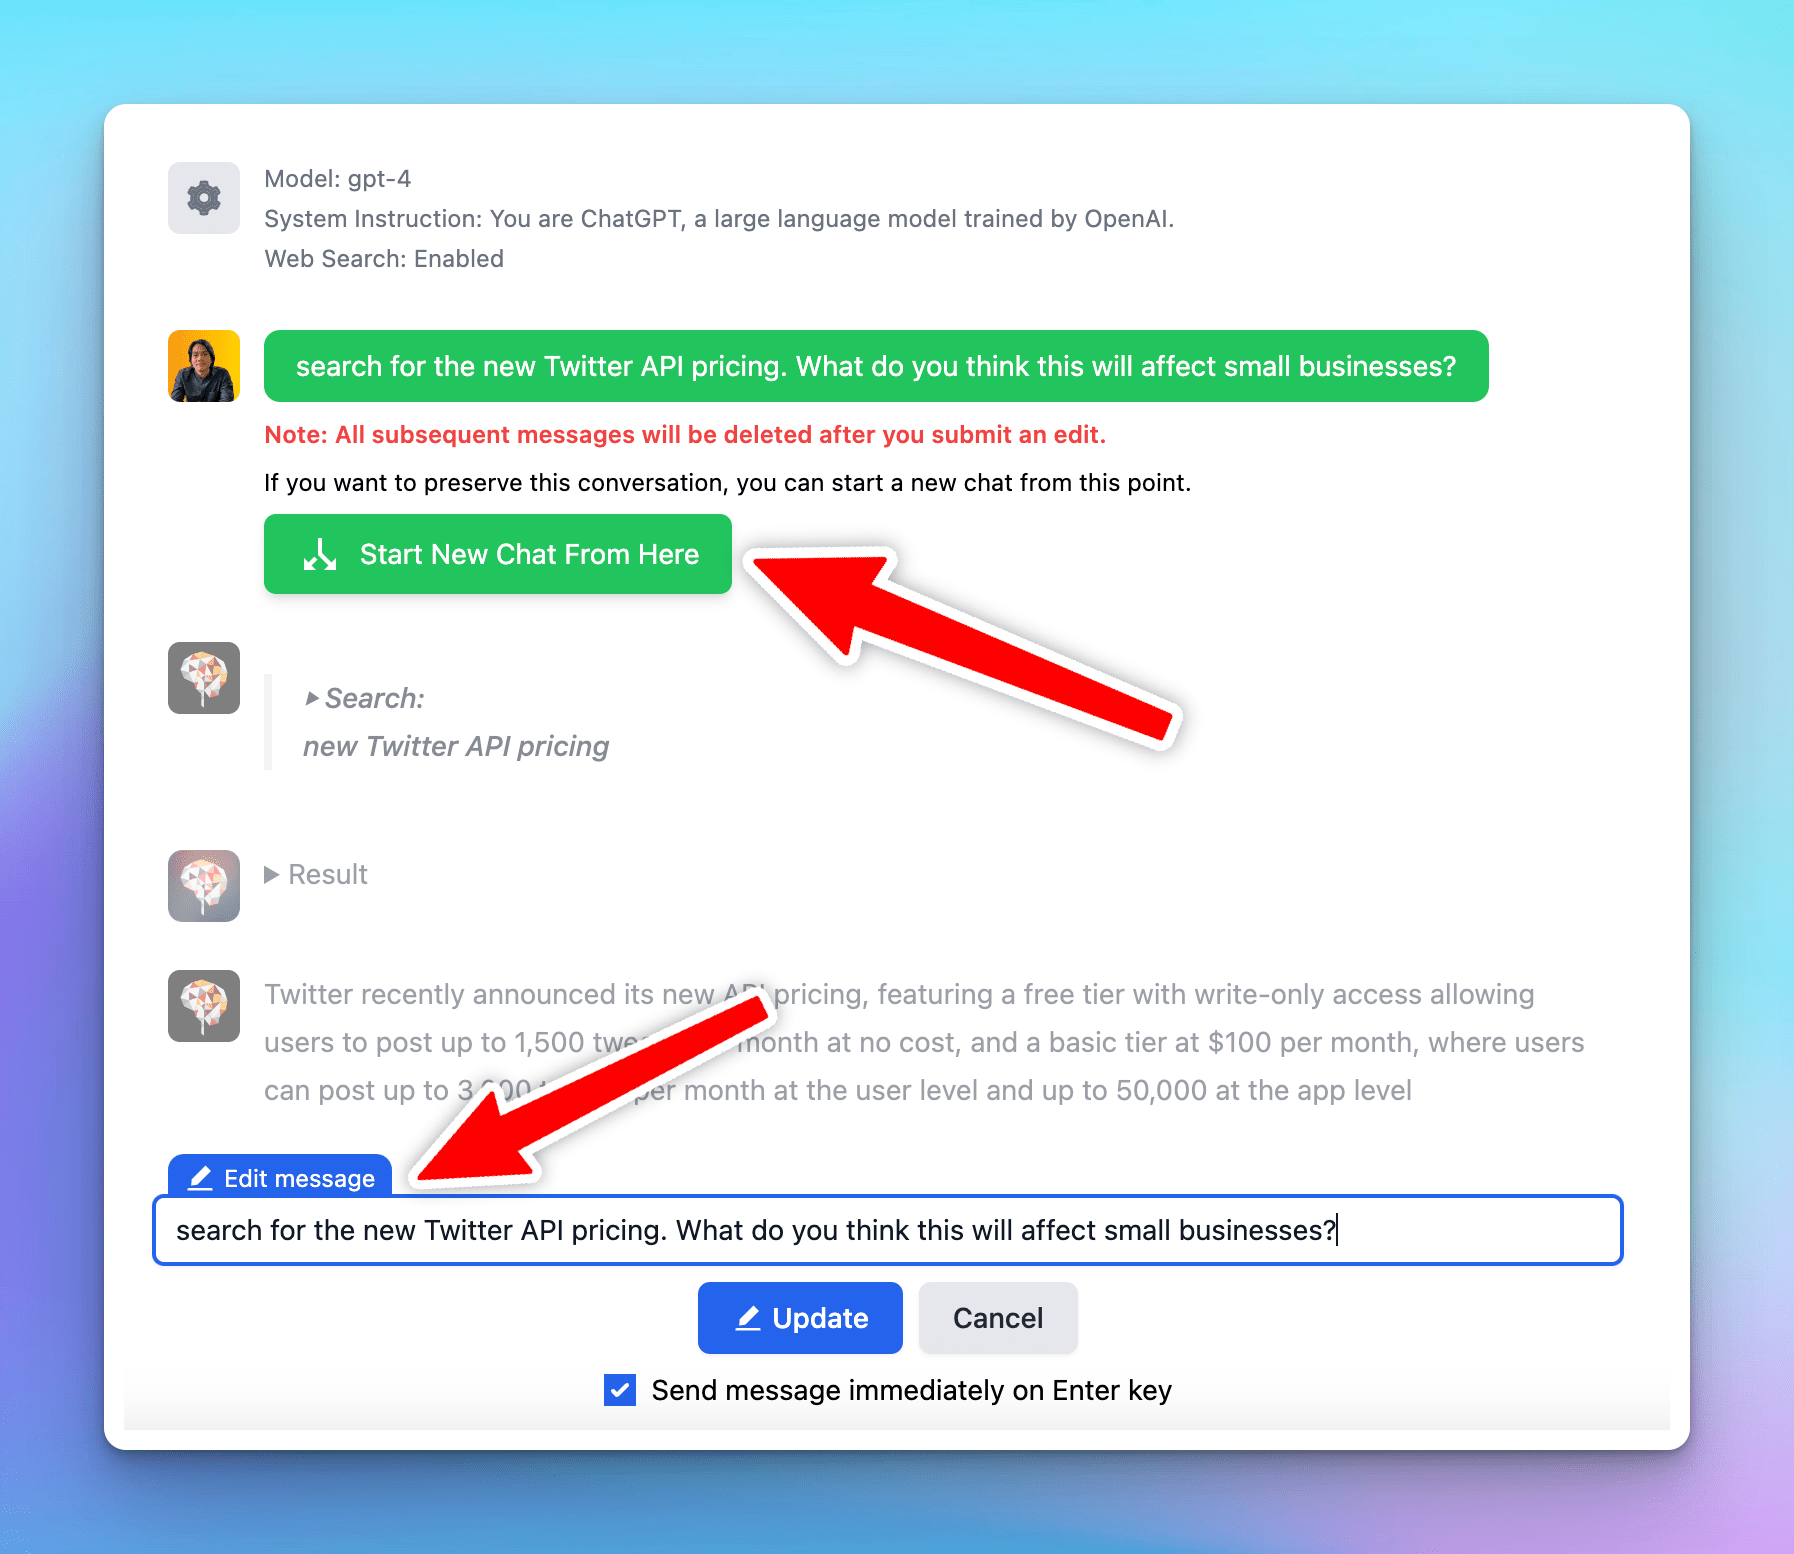 Model: gpt-4
System Instruction: You are ChatGPT, a large language model trained by OpenAI.
Web Search: Enabled
search for the new Twitter API pricing. What do you think this will affect small businesses?
Note: All subsequent messages will be deleted after you submit an edit.
If you want to preserve this conversation, you can start a new chat from this point.
Start New Chat From Here
Search:
new Twitter API pricing
Result
Twitter recently announced its new API pricing, featuring a free tier with write-only access allowing
users to post up to 1,500 month at no cost, and a basic tier at $100 per month, where users
can post up to per month at the user level and up to 50,000 at the app level
Edit message
search for the new Twitter API pricing. What do you think this will affect small businesses?
Update
Cancel
Send message immediately on Enter key